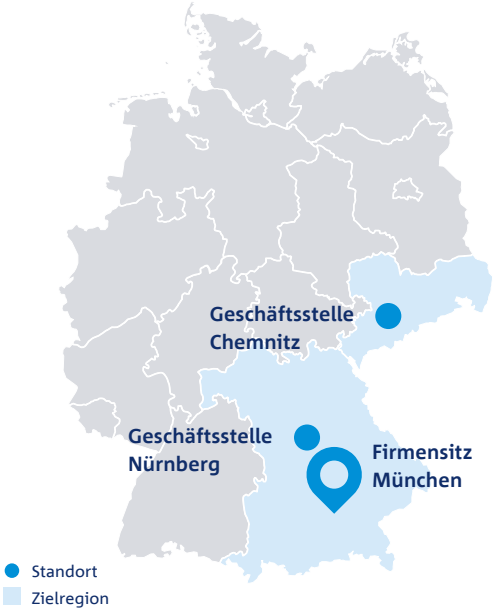 Geschäftsstelle
Chemnitz
Geschäftsstelle
Nürnberg
Firmensitz
München
Standort
Zielregion